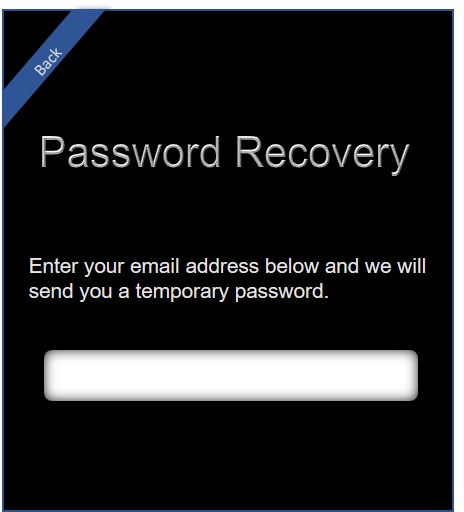 Back
Password Recovery
Enter your email address below and we will
send you a temporary password.